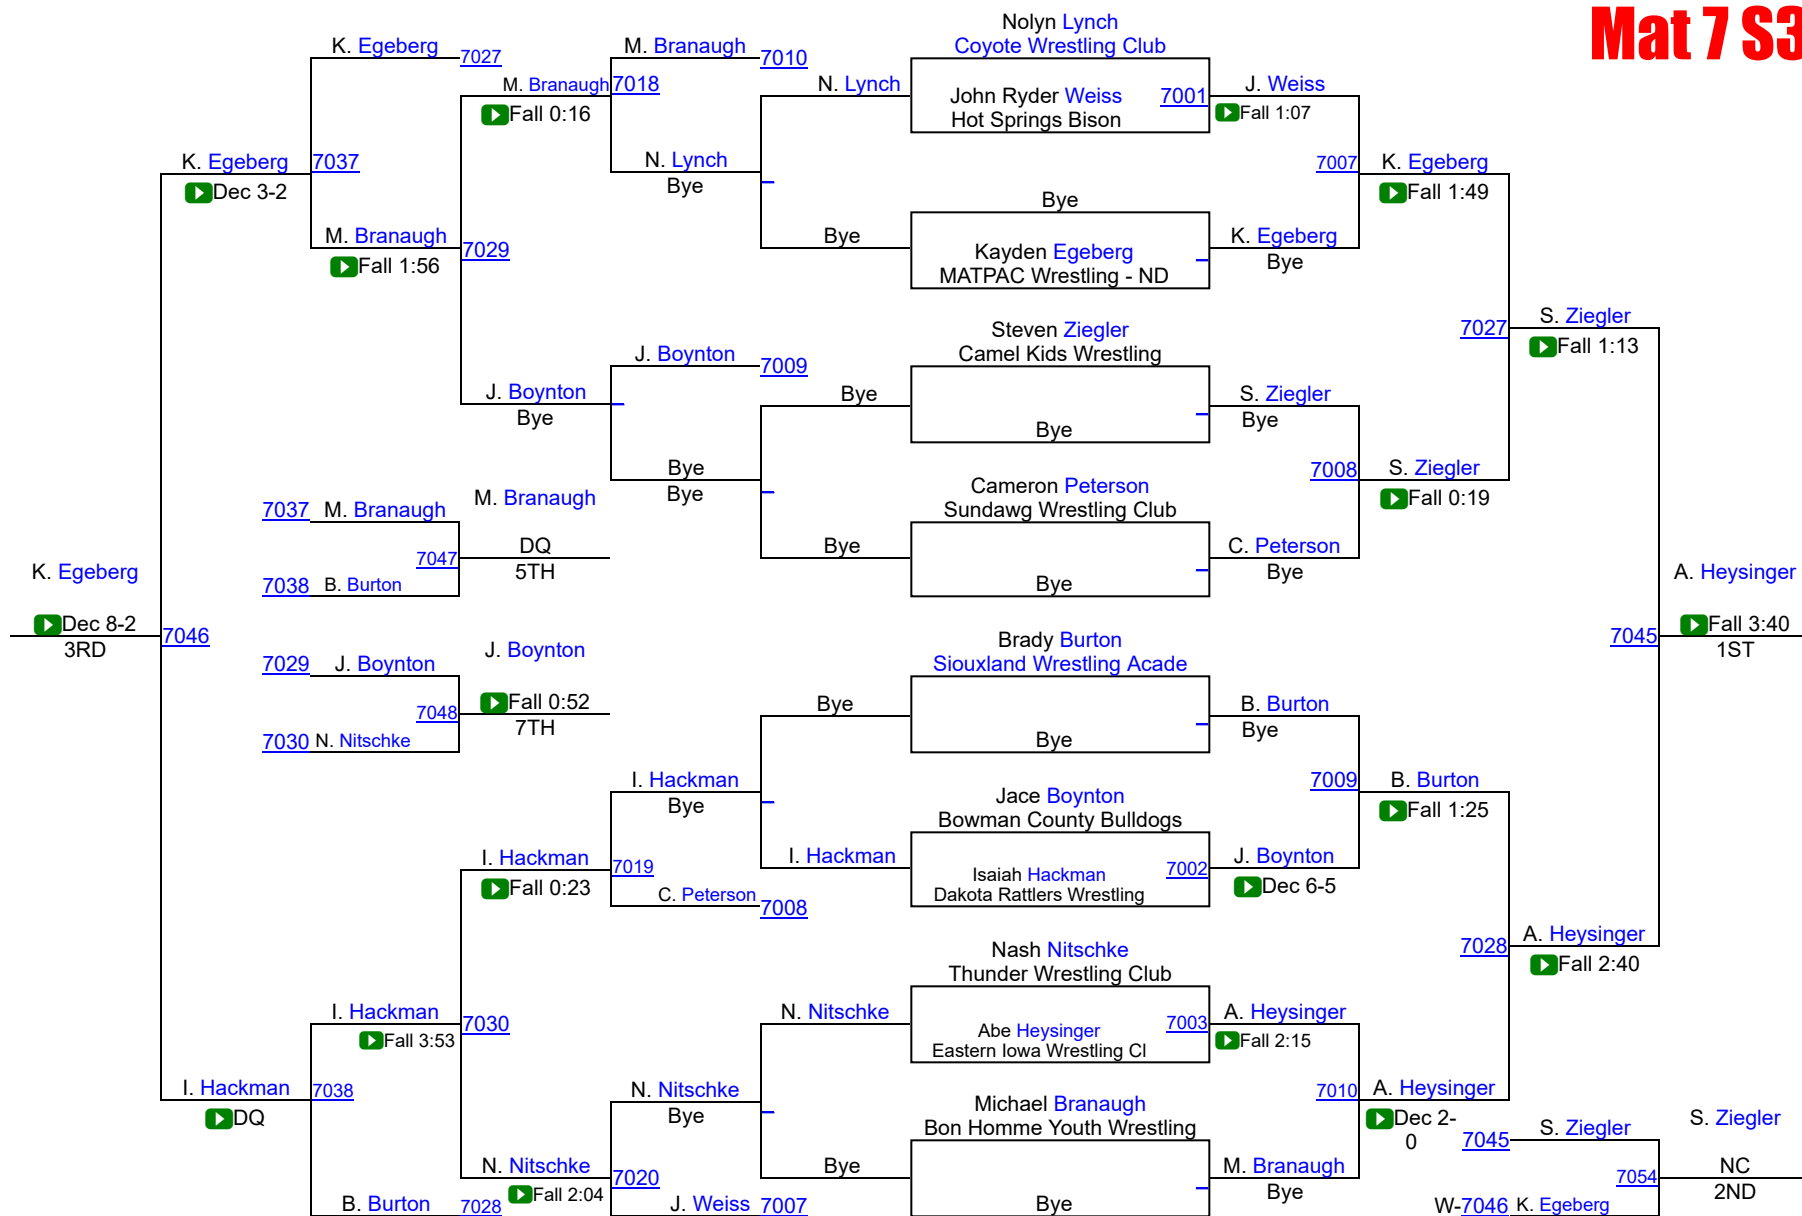 Mat 7 S3
Nolyn Lynch
Coyote Wrestling Club
K. Egeberg
7027
M. Branaugh
7010
M. Branaugh
7018
Fall 0:16
N. Lynch
John Ryder Weiss
7001
Hot Springs Bison
J. Weiss
Fall 1:07
K. Egeberg
7037
Dec 3-2
N. Lynch
Bye
7007
K. Egeberg
Fall 1:49
Bye
M. Branaugh
7029
Fall 1:56
Bye
Kayden Egeberg
MATPAC Wrestling - ND
K. Egeberg
Bye
Steven Ziegler
Camel Kids Wrestling
7027
S. Ziegler
Fall 1:13
J. Boynton
7009
J. Boynton
Bye
Bye
Bye
S. Ziegler
Bye
Bye
Bye
7008
S. Ziegler
Fall 0:19
Cameron Peterson
Sundawg Wrestling Club
7037
M. Branaugh
M. Branaugh
7047
DQ
5TH
7038
B. Burton
Bye
Bye
C. Peterson
Bye
K. Egeberg
Dec 8-2
3RD
7046
A. Heysinger
7045
Fall 3:40
1ST
Brady Burton
Siouxland Wrestling Acade
7029
J. Boynton
J. Boynton
7048
Fall 0:52
7TH
7030
N. Nitschke
Bye
Bye
B. Burton
Bye
I. Hackman
Bye
7009
B. Burton
Fall 1:25
Jace Boynton
Bowman County Bulldogs
I. Hackman
7019
Fall 0:23
I. Hackman
Isaiah Hackman
7002
Dakota Rattlers Wrestling
J. Boynton
Dec 6-5
C. Peterson
7008
7028
A. Heysinger
Fall 2:40
Nash Nitschke
Thunder Wrestling Club
I. Hackman
7030
Fall 3:53
N. Nitschke
Abe Heysinger
7003
Eastern Iowa Wrestling Cl
A. Heysinger
Fall 2:15
I. Hackman
7038
DQ
N. Nitschke
Bye
7010
A. Heysinger
Dec 2-
0
Michael Branaugh
Bon Homme Youth Wrestling
7045
S. Ziegler
S. Ziegler
N. Nitschke
7020
Fall 2:04
Bye
Bye
M. Branaugh
Bye
7054
NC
2ND
B. Burton
7028
J. Weiss
7007
W-7046
K. Egeberg